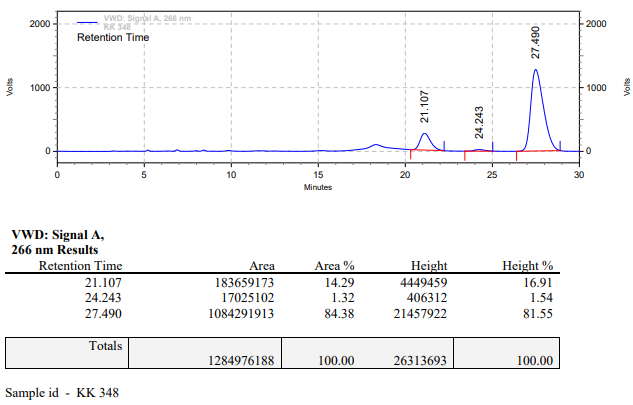 VWD: Signal A, 266 nm
KK 348
Retention Time
2000
1000
0
Volts
21.107
24.243
27.490
2000
1000
0
Volts
0 5 10 15 20 25 30
Minutes
VWD: Signal A,
266 nm Results
Retention Time Area Area % Height Height %
21.107 183659173 14.29 4449459 16.91
24.243 17025102 1.32 406312 1.54
27.490 1084291913 84.38 21457922 81.55
Totals
1284976188 100.00 26313693 100.00
Sample id - KK 348